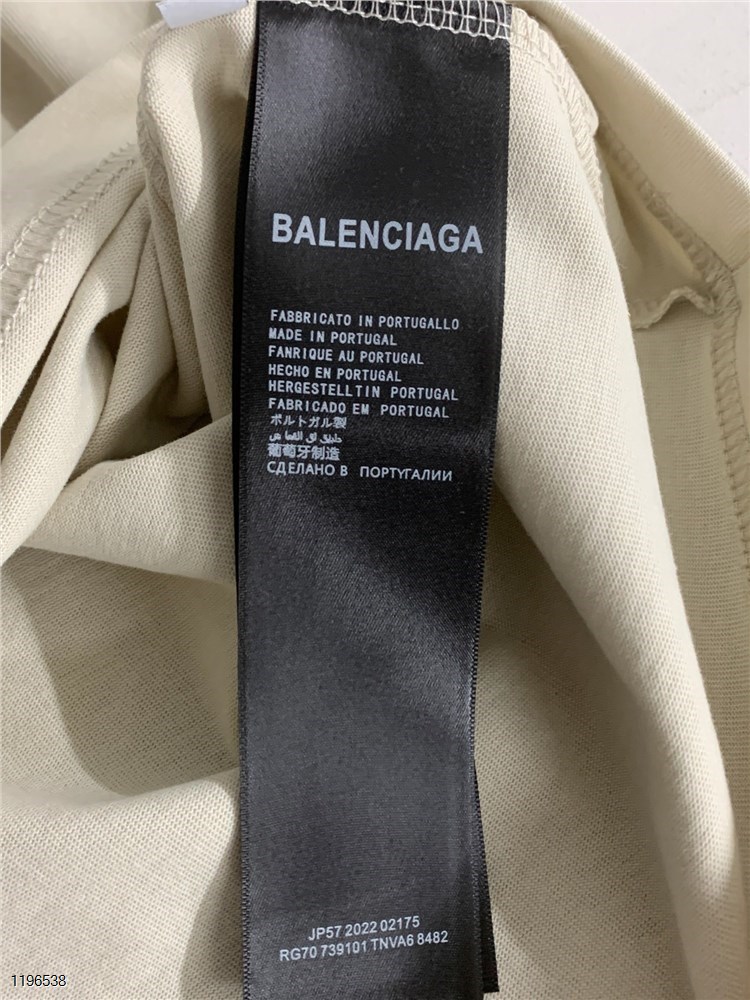 BALENCIAGA
FABBRICATO IN PORTUGALLO
MADE IN PORTUGAL
FANRIQUE AU PORTUGAL
HECHO EN PORTUGAL
HERGESTELLTIN PORTUGAL
FABRICADO EM PORTUGAL
ポルトガル製
葡萄牙制造
СДЕЛАНО В ПОРТУГАЛИИ
JP57 2022 02175
RG70 739101 TNVA6 8482
1196538